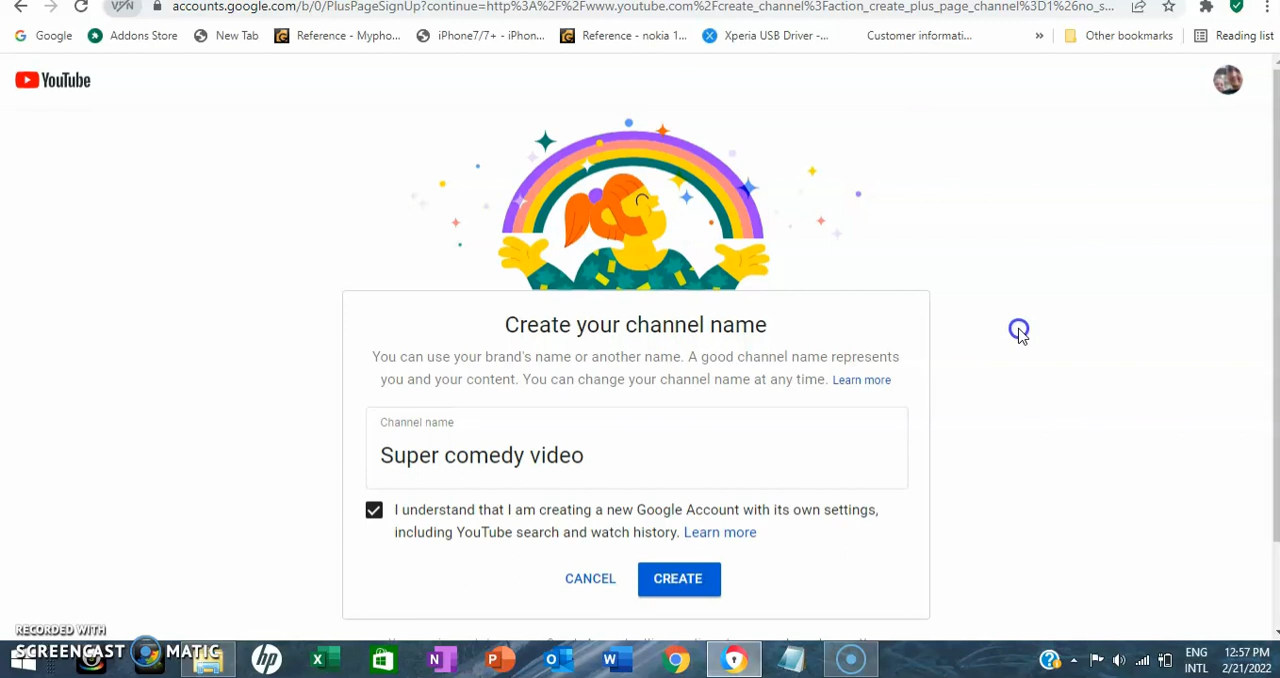 VPN accounts.google.com/b/0/PlusPageSignUp?continue=http%3A%2F%2Fwww.youtube.com%2Fcreate_channel%3Faction_create_plus_page_channel%3D1%26no_s...
Google Addons Store New Tab Reference - Mypho... iPhone7/7+ - iPhon... Reference - nokia 1... Xperia USB Driver -... Customer informati... » Other bookmarks Reading list
YouTube
Create your channel name
You can use your brand's name or another name. A good channel name represents
you and your content. You can change your channel name at any time. Learn more
Channel name
Super comedy video
I understand that I am creating a new Google Account with its own settings,
including YouTube search and watch history. Learn more
CANCEL CREATE
RECORDED WITH
SCREENCAST MATIC
ENG 12:57 PM
INTL 2/21/2022